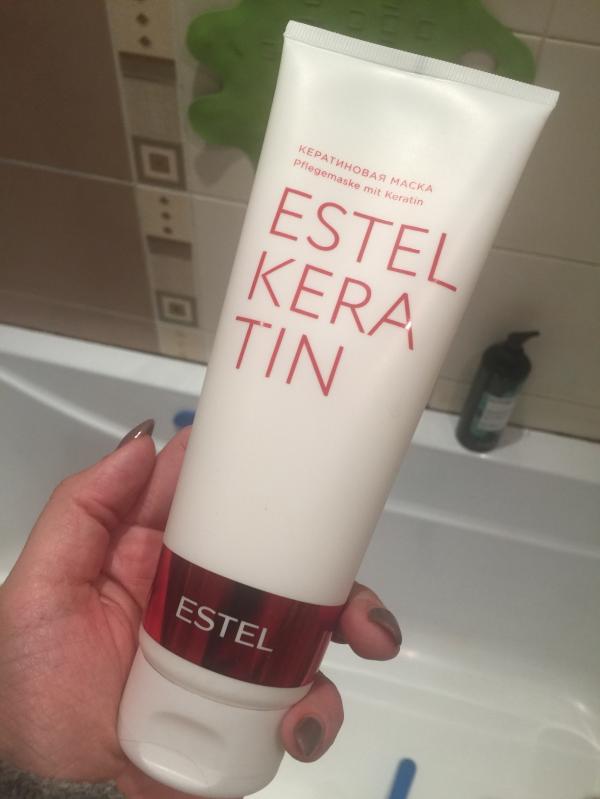 КЕРАТИНОВАЯ МАСКА
Pflegemaske mit Keratin
ESTEL
KERA
TIN
ESTEL